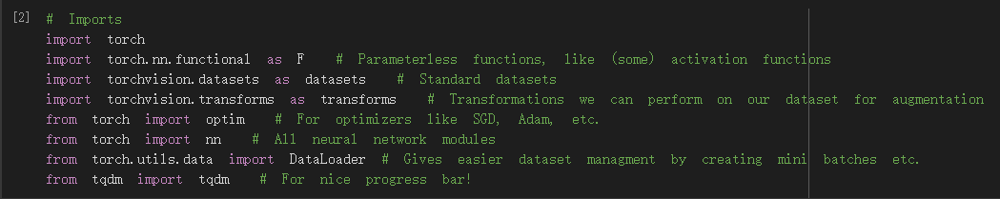 [2] # Imports
import torch
import torch.nn.functional as F # Parameterless functions, like (some) activation functions
import torchvision.datasets as datasets # Standard datasets
import torchvision.transforms as transforms # Transformations we can perform on our dataset for augmentation
from torch import optim # For optimizers like SGD, Adam, etc.
from torch import nn # All neural network modules
from torch.utils.data import DataLoader # Gives easier dataset managment by creating mini batches etc.
from tqdm import tqdm # For nice progress bar!